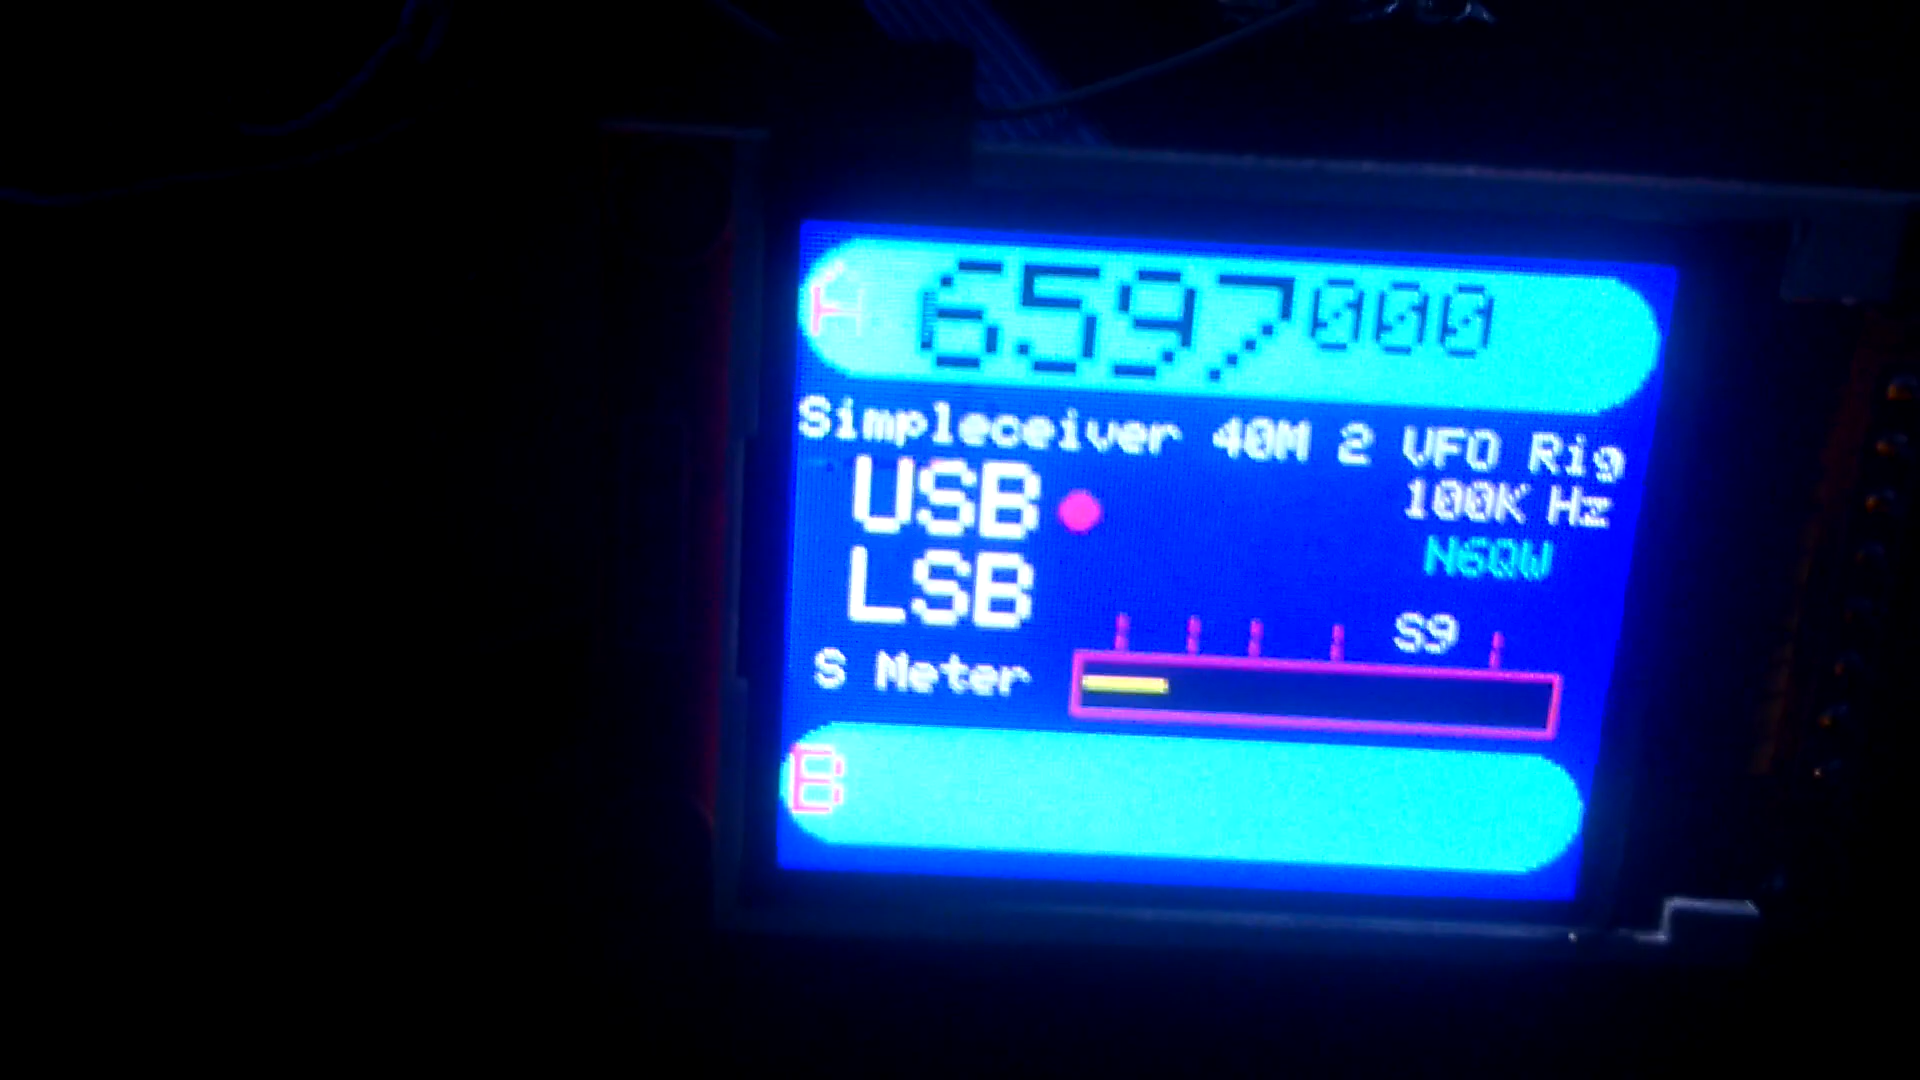 A 6597000
Simpleceiver 40M 2 VFO Rig
USB 100K Hz
N6QW
LSB
S9
S Meter
B